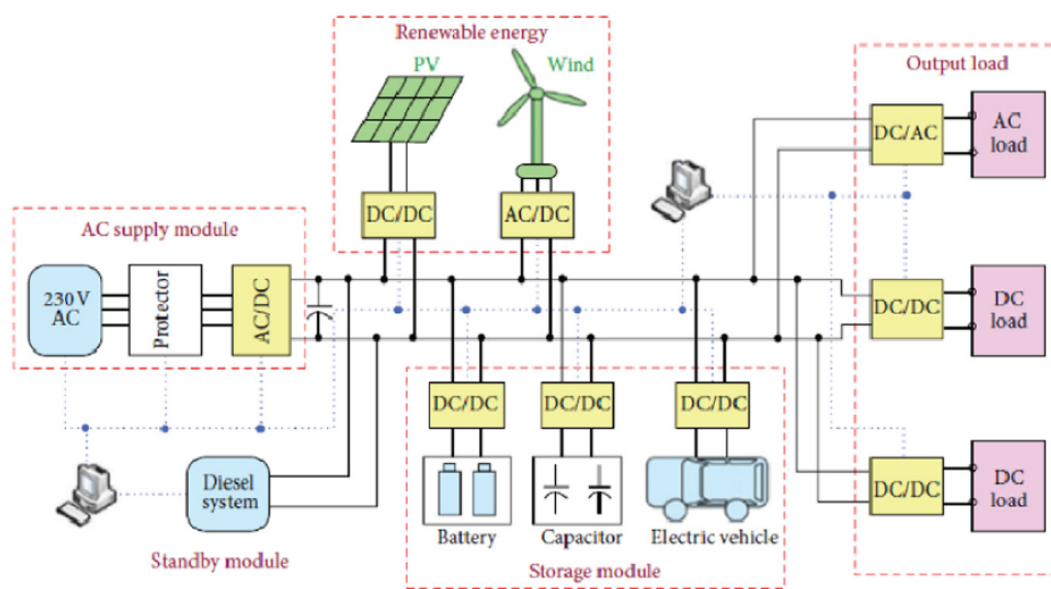 Renewable energy
PV
Wind
DC/DC
AC/DC
AC supply module
230 V
AC
Protector
AC/DC
Diesel
system
Standby module
DC/DC
DC/DC
DC/DC
Battery
Capacitor
Electric vehicle
Storage module
Output load
DC/AC
AC
load
DC/DC
DC
load
DC/DC
DC
load